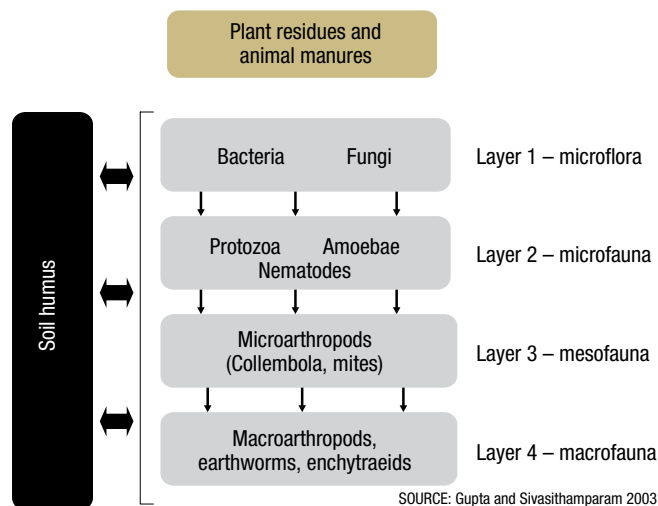 Plant residues and
animal manures
Soil humus
Bacteria Fungi
Layer 1 – microflora
Protozoa Amoebae
Nematodes
Layer 2 – microfauna
Microarthropods
(Collembola, mites)
Layer 3 – mesofauna
Macroarthropods,
earthworms, enchytraeids
Layer 4 – macrofauna
SOURCE: Gupta and Sivasithamparam 2003